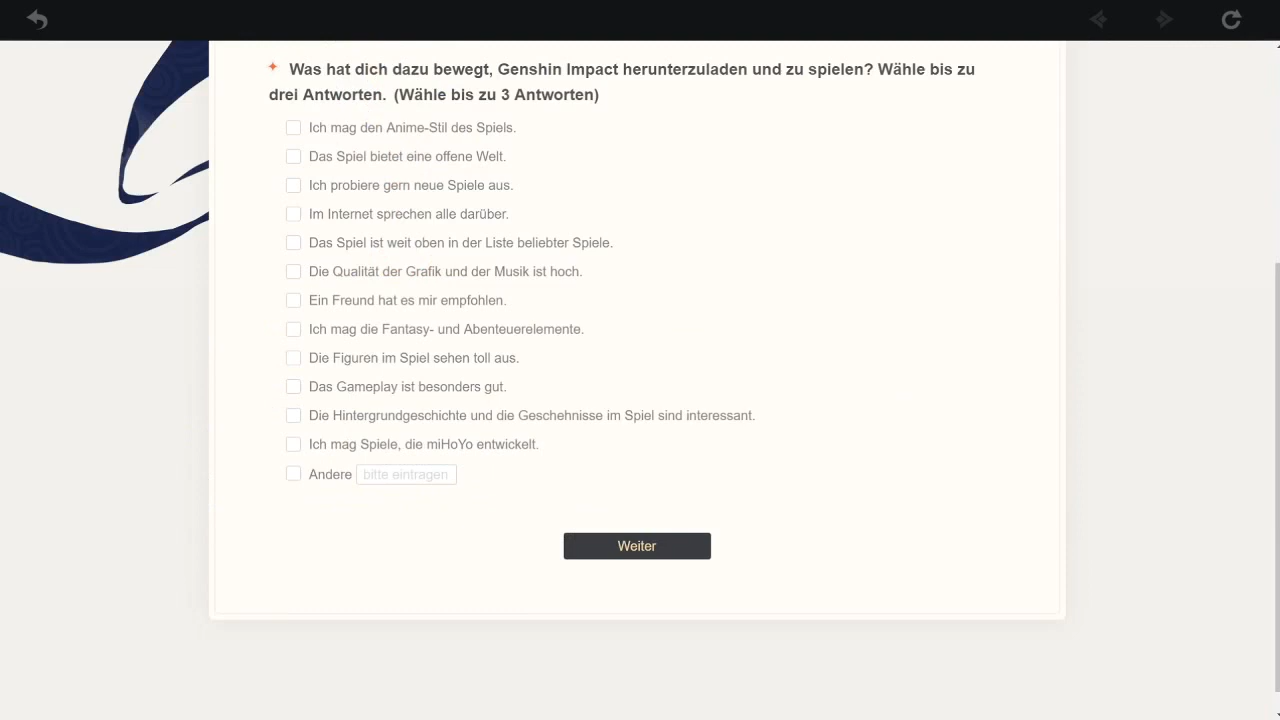 Was hat dich dazu bewegt, Genshin Impact herunterzuladen und zu spielen? Wähle bis zu
drei Antworten. (Wähle bis zu 3 Antworten)
Ich mag den Anime-Stil des Spiels.
Das Spiel bietet eine offene Welt.
Ich probiere gern neue Spiele aus.
Im Internet sprechen alle darüber.
Das Spiel ist weit oben in der Liste beliebter Spiele.
Die Qualität der Grafik und der Musik ist hoch.
Ein Freund hat es mir empfohlen.
Ich mag die Fantasy- und Abenteuerelemente.
Die Figuren im Spiel sehen toll aus.
Das Gameplay ist besonders gut.
Die Hintergrundgeschichte und die Geschehnisse im Spiel sind interessant.
Ich mag Spiele, die miHoYo entwickelt.
Andere bitte eintragen
Weiter